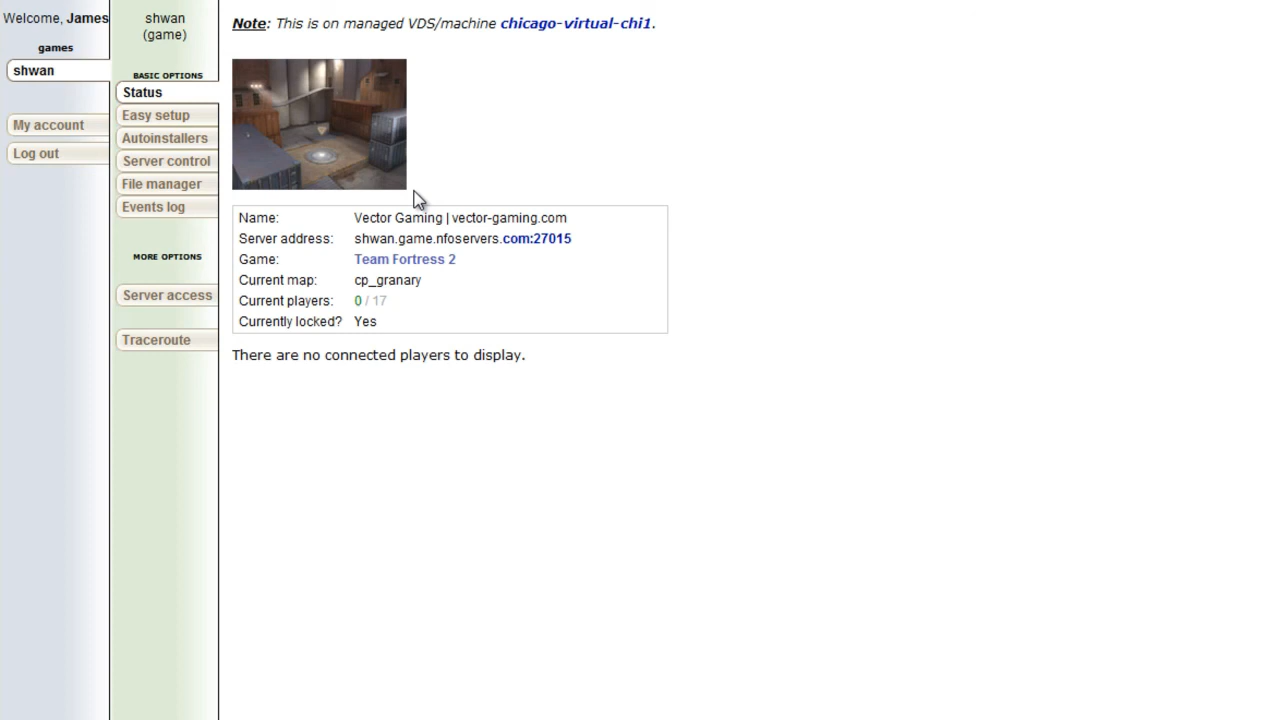 Welcome, James
games
shwan
My account
Log out
shwan
(game)
BASIC OPTIONS
Status
Easy setup
Autoinstallers
Server control
File manager
Events log
MORE OPTIONS
Server access
Traceroute
Note: This is on managed VDS/machine chicago-virtual-chi1.
Name: Vector Gaming | vector-gaming.com
Server address: shwan.game.nfoservers.com:27015
Game: Team Fortress 2
Current map: cp_granary
Current players: 0 / 17
Currently locked? Yes
There are no connected players to display.